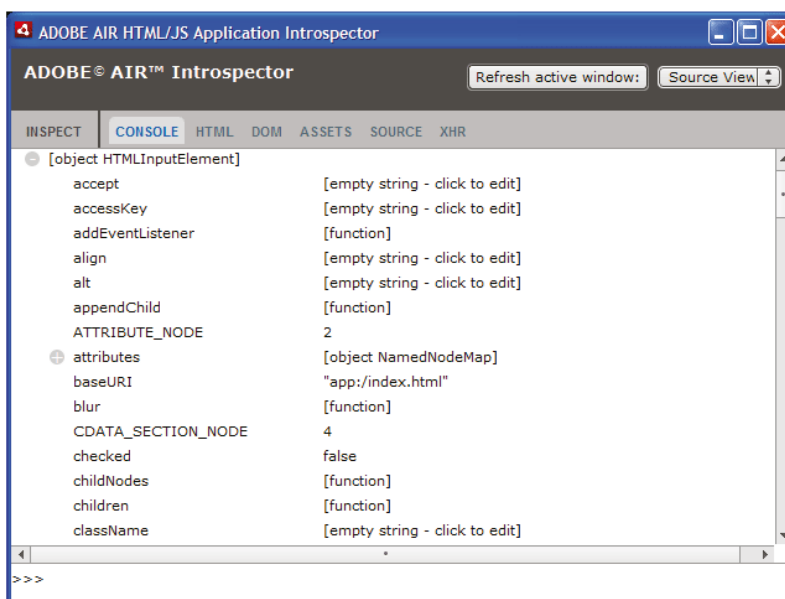 ADOBE AIR HTML/JS Application Introspector
ADOBE© AIR™ Introspector
Refresh active window:
Source View
INSPECT CONSOLE HTML DOM ASSETS SOURCE XHR
[object HTMLInputElement]
accept [empty string - click to edit]
accessKey [empty string - click to edit]
addEventListener [function]
align [empty string - click to edit]
alt [empty string - click to edit]
appendChild [function]
ATTRIBUTE_NODE 2
attributes [object NamedNodeMap]
baseURI "app:/index.html"
blur [function]
CDATA_SECTION_NODE 4
checked false
childNodes [function]
children [function]
className [empty string - click to edit]
>>>